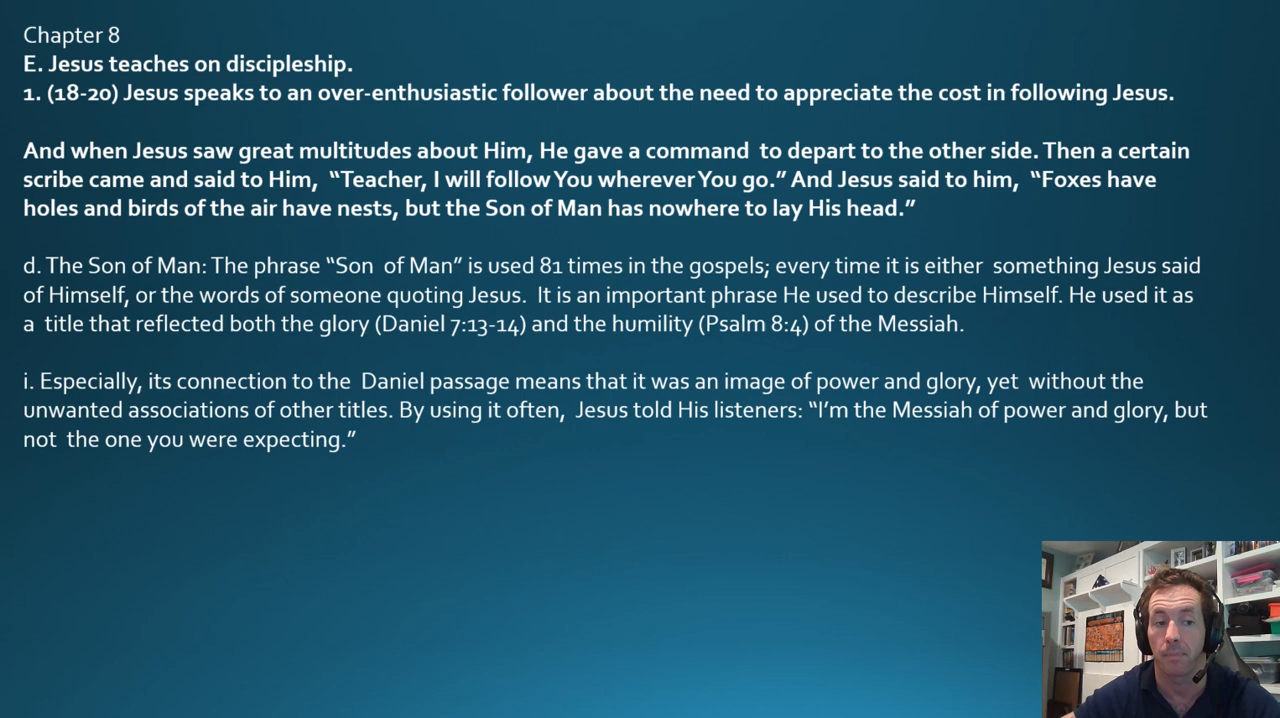 Chapter 8
E. Jesus teaches on discipleship.
1. (18-20) Jesus speaks to an over-enthusiastic follower about the need to appreciate the cost in following Jesus.
And when Jesus saw great multitudes about Him, He gave a command to depart to the other side. Then a certain
scribe came and said to Him, “Teacher, I will follow You wherever You go.” And Jesus said to him, “Foxes have
holes and birds of the air have nests, but the Son of Man has nowhere to lay His head.”
d. The Son of Man: The phrase “Son of Man” is used 81 times in the gospels; every time it is either something Jesus said
of Himself, or the words of someone quoting Jesus. It is an important phrase He used to describe Himself. He used it as
a title that reflected both the glory (Daniel 7:13-14) and the humility (Psalm 8:4) of the Messiah.
i. Especially, its connection to the Daniel passage means that it was an image of power and glory, yet without the
unwanted associations of other titles. By using it often, Jesus told His listeners: “I’m the Messiah of power and glory, but
not the one you were expecting.”